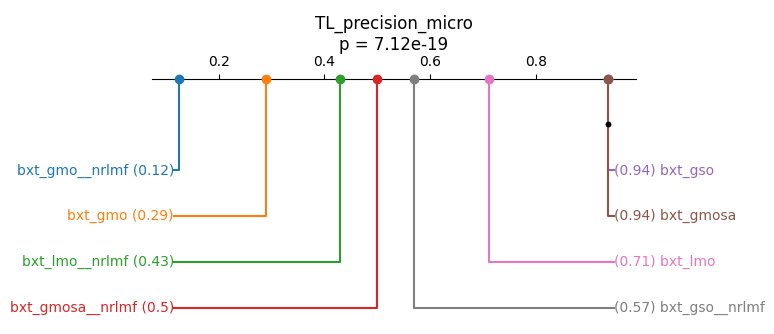 TL_precision_micro
p = 7.12e-19
0.2 0.4 0.6 0.8
bxt_gmo__nrlmf (0.12) (0.94) bxt_gso
bxt_gmo (0.29) (0.94) bxt_gmosa
bxt_lmo__nrlmf (0.43) (0.71) bxt_lmo
bxt_gmosa__nrlmf (0.5) (0.57) bxt_gso__nrlmf